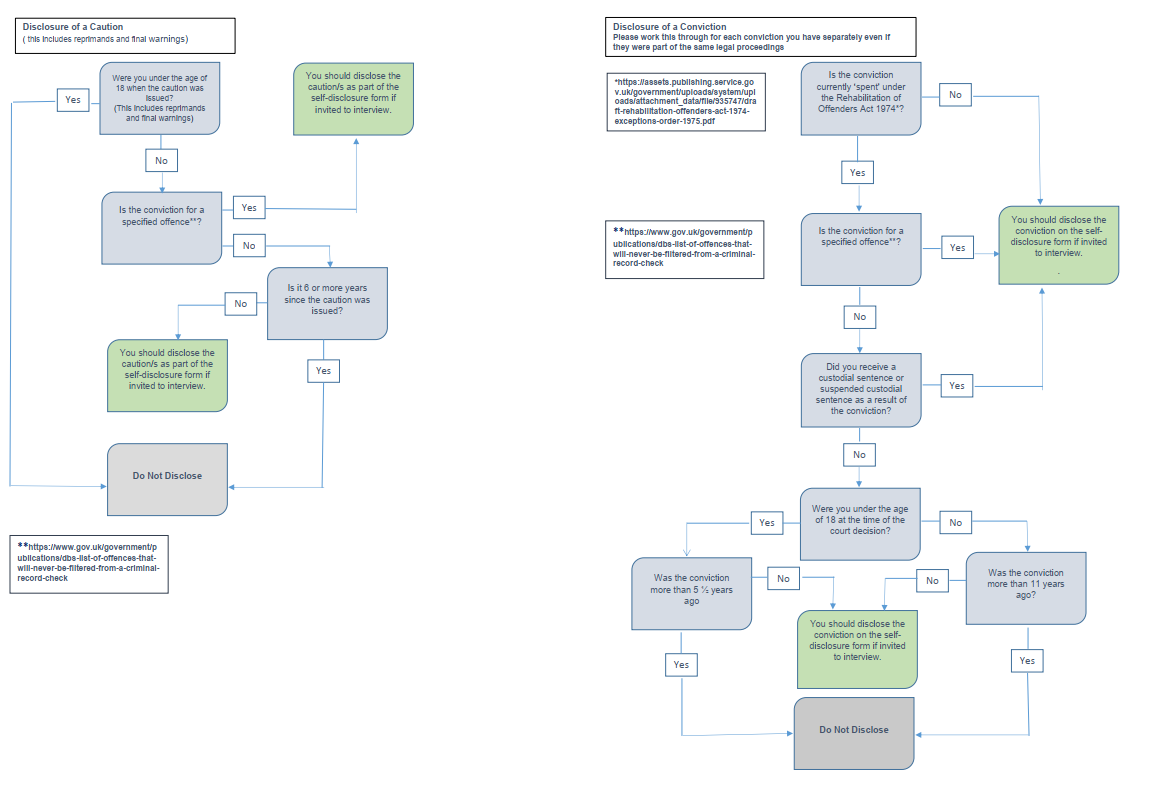 Disclosure of a Caution
( this includes reprimands and final warnings)
Were you under the age of
18 when the caution was
issued?
(This includes reprimands
and final warnings)
Yes
No
You should disclose the
caution/s as part of the
self-disclosure form if
invited to interview.
Is the conviction for a
specified offence**?
Yes
No
Is it 6 or more years
since the caution was
issued?
No
Yes
You should disclose the
caution/s as part of the
self-disclosure form if
invited to interview.
Do Not Disclose
**https://www.gov.uk/government/p
ublications/dbs-list-of-offences-that-
will-never-be-filtered-from-a-criminal-
record-check
Disclosure of a Conviction
Please work this through for each conviction you have separately even if
they were part of the same legal proceedings
*https://assets.publishing.service.go
v.uk/government/uploads/system/upl
oads/attachment_data/file/935747/dra
ft-rehabilitation-offenders-act-1974-
exceptions-order-1975.pdf
Is the conviction
currently 'spent' under
the Rehabilitation of
Offenders Act 1974*?
No
Yes
**https://www.gov.uk/government/p
ublications/dbs-list-of-offences-that-
will-never-be-filtered-from-a-criminal-
record-check
Is the conviction for a
specified offence**?
Yes
No
You should disclose the
conviction on the self-
disclosure form if invited
to interview.
.
Did you receive a
custodial sentence or
suspended custodial
sentence as a result of
the conviction?
Yes
No
Were you under the age
of 18 at the time of the
court decision?
Yes
No
Was the conviction
more than 5 ½ years
ago
No
Yes
Was the conviction
more than 11 years
ago?
No
Yes
You should disclose the
conviction on the self-
disclosure form if invited
to interview.
Do Not Disclose